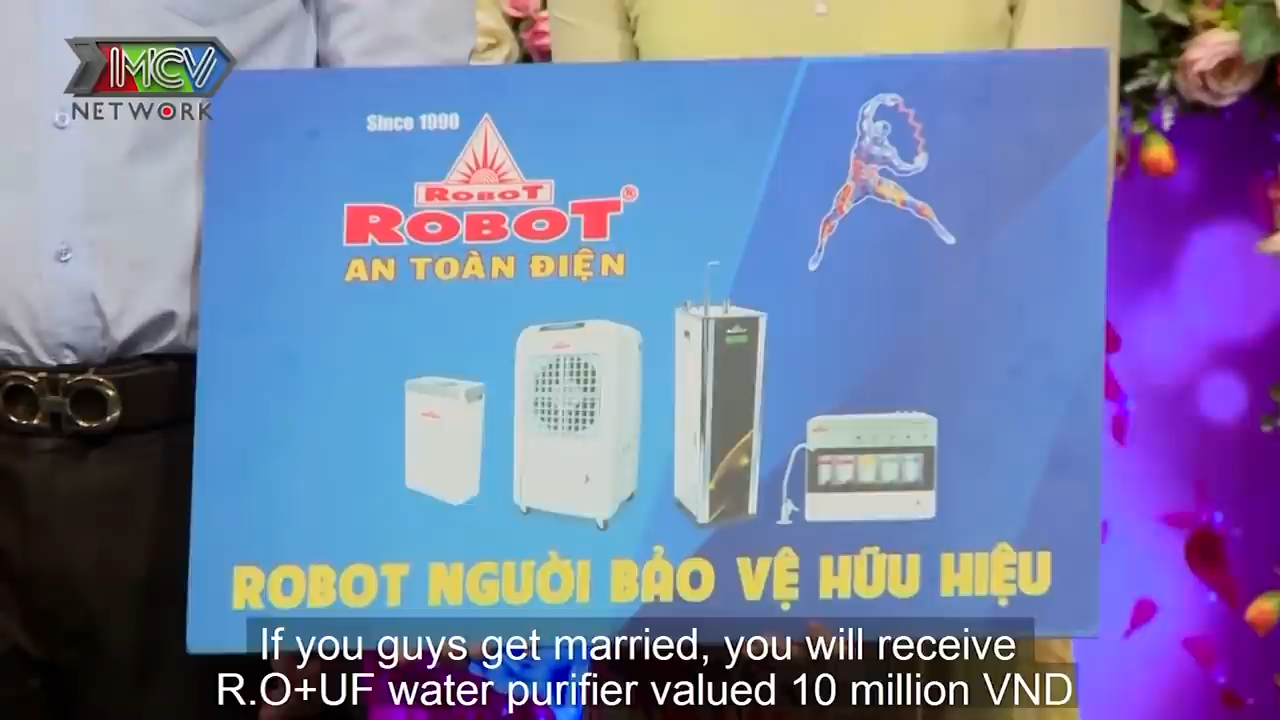 MCV
NETWORK
Since 1990
ROBOT
ROBOT®
AN TOÀN ĐIỆN
ROBOT NGƯỜI BẢO VỆ HỮU HIỆU
If you guys get married, you will receive
R.O+UF water purifier valued 10 million VND